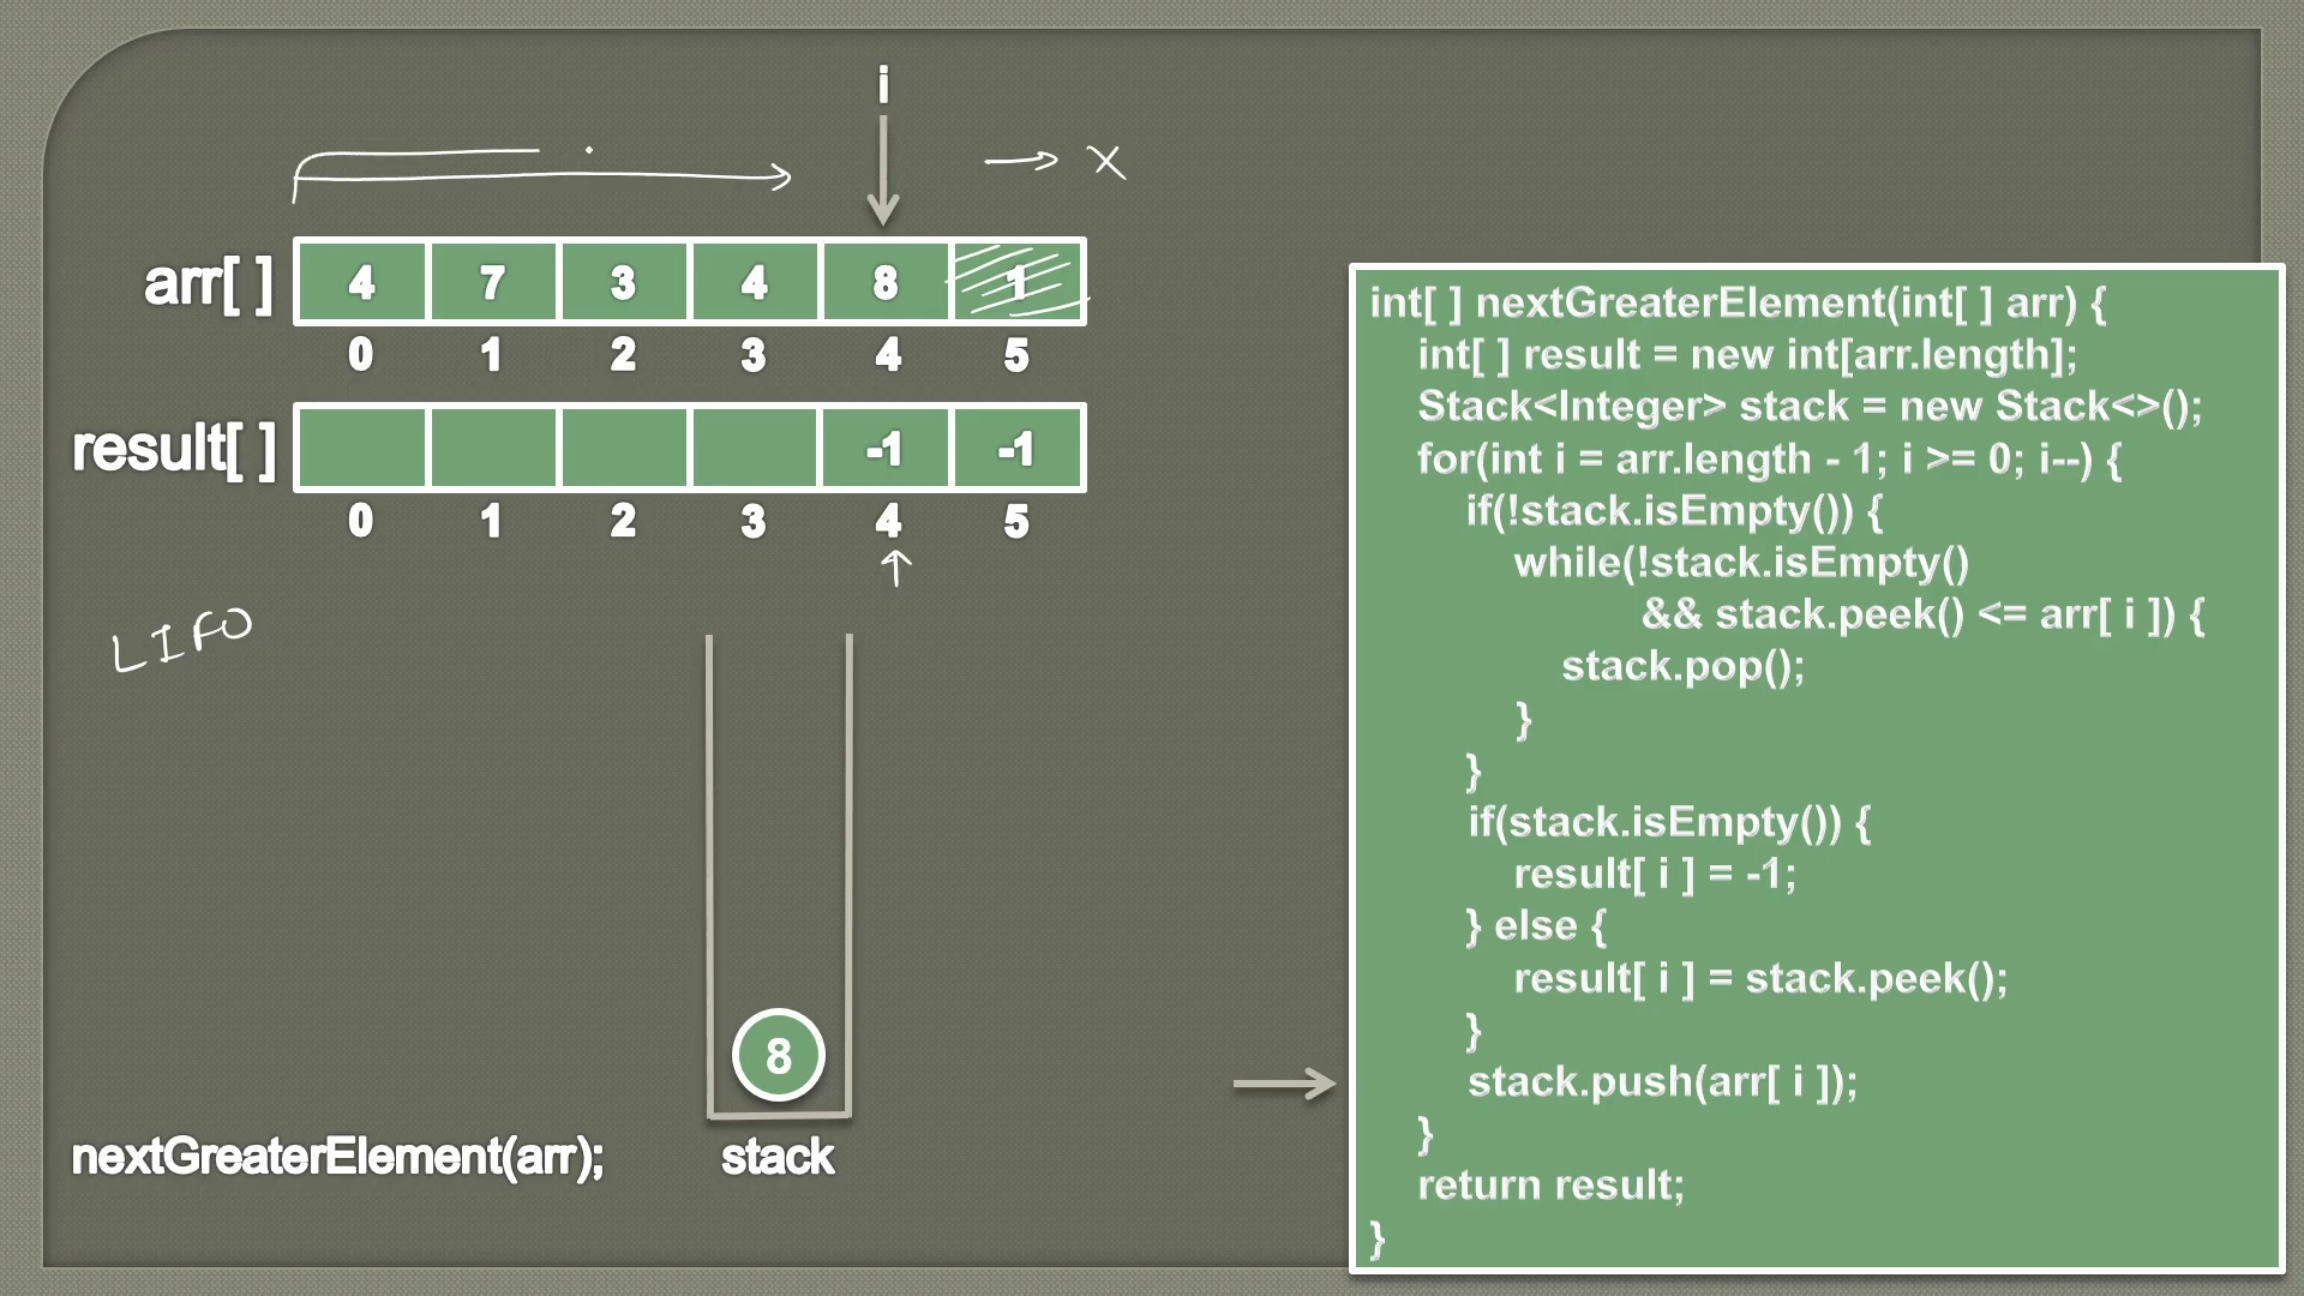 i
→ X
arr[ ] 4 7 3 4 8 1
0 1 2 3 4 5
result[ ] -1 -1
0 1 2 3 4 5
LIFO
8
nextGreaterElement(arr);
stack
int[ ] nextGreaterElement(int[ ] arr) {
int[ ] result = new int[arr.length];
Stack<Integer> stack = new Stack<>();
for(int i = arr.length - 1; i >= 0; i--) {
if(!stack.isEmpty()) {
while(!stack.isEmpty()
&& stack.peek() <= arr[ i ]) {
stack.pop();
}
}
if(stack.isEmpty()) {
result[ i ] = -1;
} else {
result[ i ] = stack.peek();
}
stack.push(arr[ i ]);
}
return result;
}